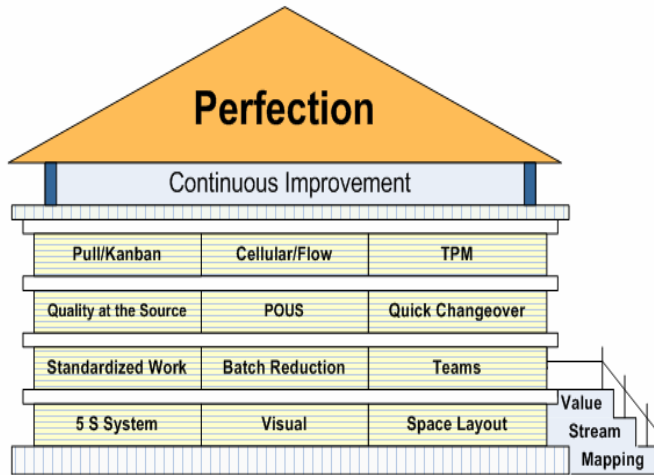 Perfection
Continuous Improvement
Pull/Kanban
Cellular/Flow
TPM
Quality at the Source
POUS
Quick Changeover
Standardized Work
Batch Reduction
Teams
5 S System
Visual
Space Layout
Value
Stream
Mapping